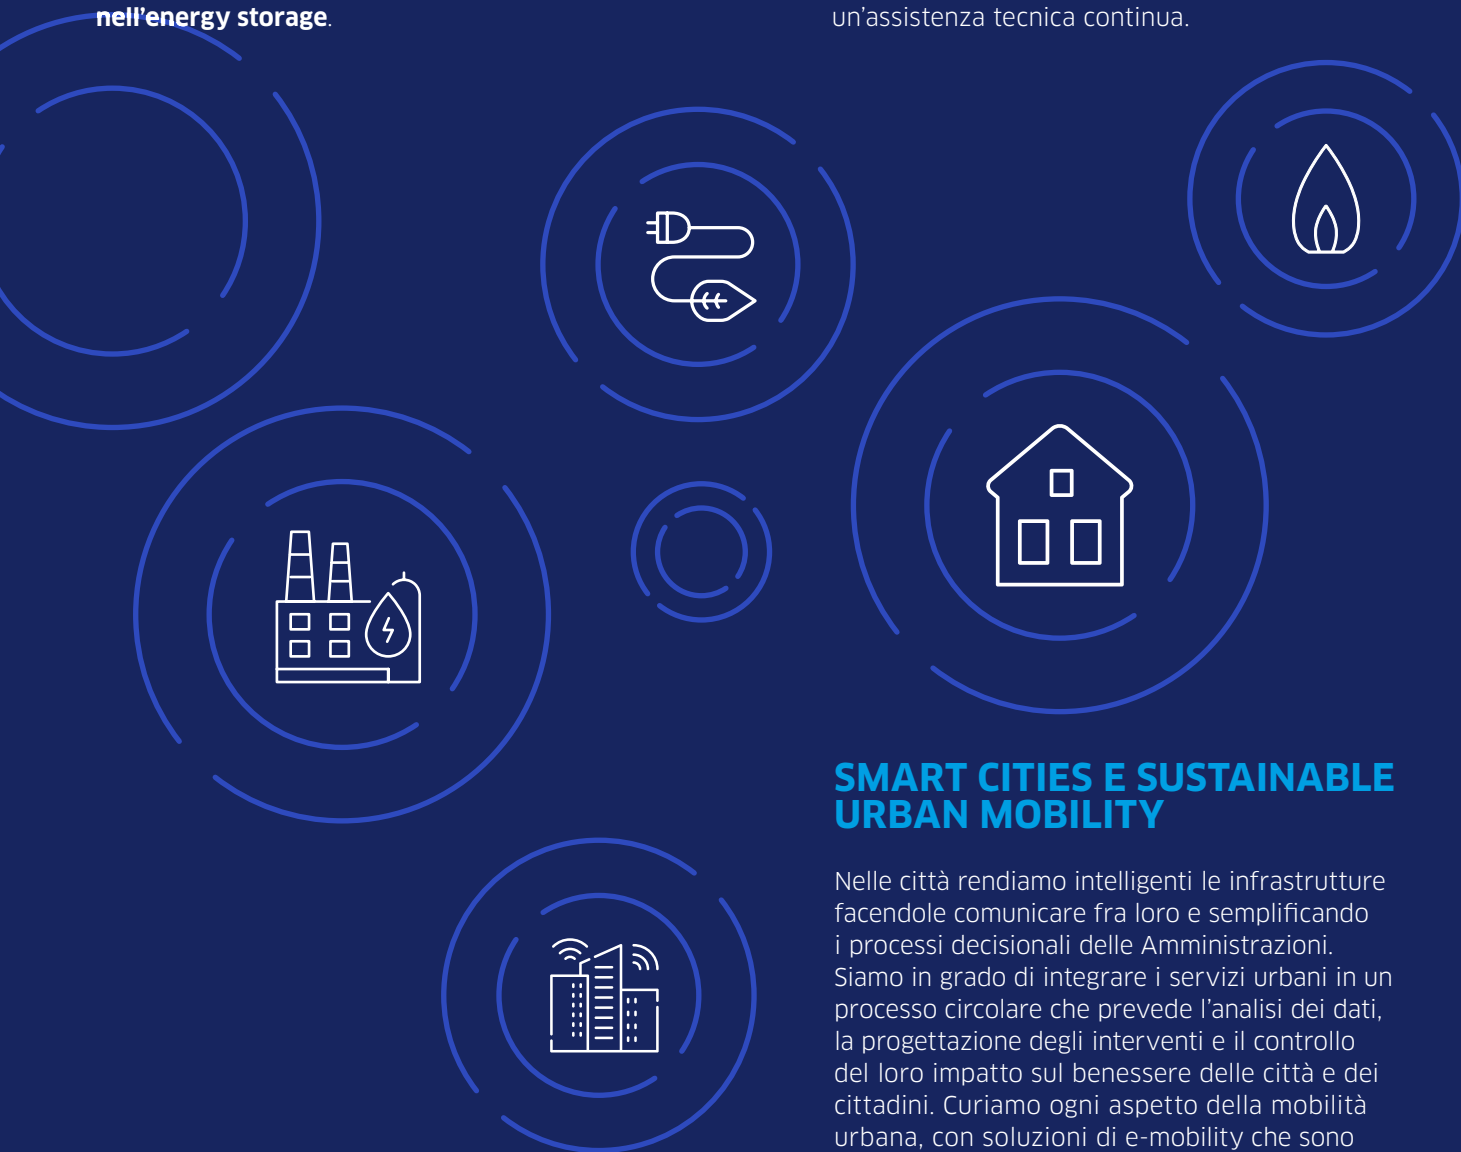 nell'energy storage.
un'assistenza tecnica continua.
SMART CITIES E SUSTAINABLE
URBAN MOBILITY
Nelle città rendiamo intelligenti le infrastrutture
facendole comunicare fra loro e semplificando
i processi decisionali delle Amministrazioni.
Siamo in grado di integrare i servizi urbani in un
processo circolare che prevede l'analisi dei dati,
la progettazione degli interventi e il controllo
del loro impatto sul benessere delle città e dei
cittadini. Curiamo ogni aspetto della mobilità
urbana, con soluzioni di e-mobility che sono